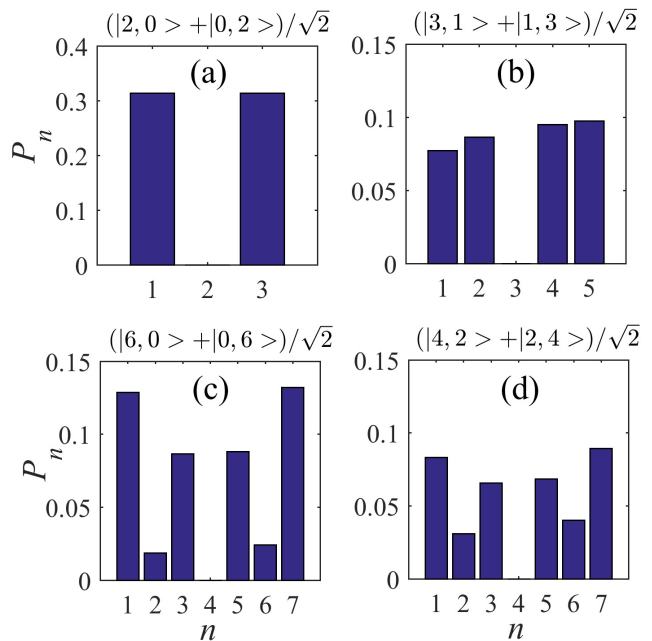 (|2, 0 > +|0, 2 >)/√2
(a)
P_n
0.4
0.3
0.2
0.1
0
1 2 3
(|3, 1 > +|1, 3 >)/√2
(b)
0.15
0.1
0.05
0
1 2 3 4 5
(|6, 0 > +|0, 6 >)/√2
(c)
P_n
0.15
0.1
0.05
0
1 2 3 4 5 6 7
n
(|4, 2 > +|2, 4 >)/√2
(d)
0.15
0.1
0.05
0
1 2 3 4 5 6 7
n